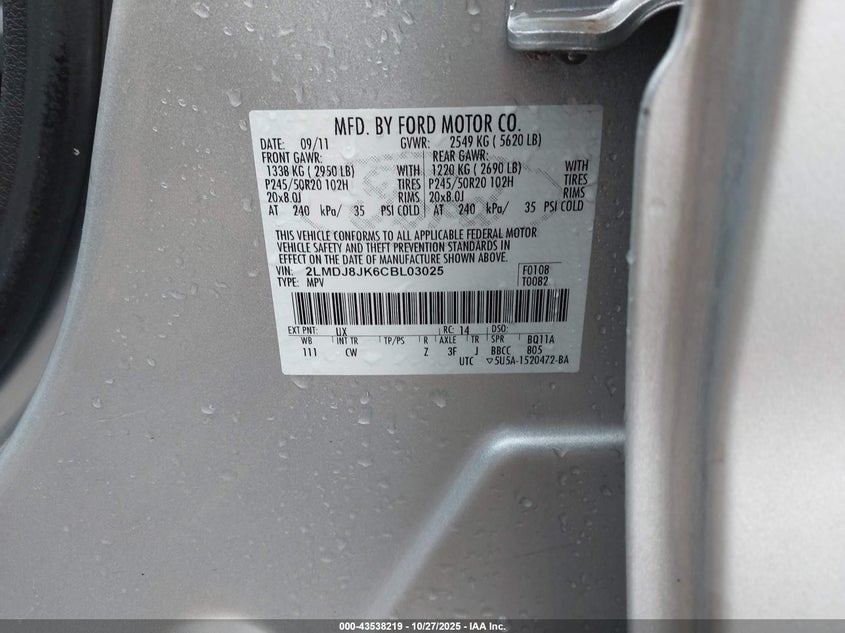 MFD. BY FORD MOTOR CO.
DATE: 09/11 GVWR: 2549 KG ( 5620 LB)
FRONT GAWR: REAR GAWR:
1338 KG ( 2950 LB) WITH 1220 KG ( 2690 LB) WITH
P245/50R20 102H TIRES P245/50R20 102H TIRES
20x8.0J RIMS 20x8.0J RIMS
AT 240 kPa/ 35 PSI COLD AT 240 kPa/ 35 PSI COLD
THIS VEHICLE CONFORMS TO ALL APPLICABLE FEDERAL MOTOR
VEHICLE SAFETY AND THEFT PREVENTION STANDARDS IN
EFFECT ON THE DATE OF MANUFACTURE SHOWN ABOVE.
VIN: 2LMDJ8JK6CBL03025 F0108
TYPE: MPV T0082
EXT PNT: UX RC: 14 DSO:
WB INT TR TP/PS R AXLE TR SPR BQ11A
111 CW Z 3F J BBCC 805
UTC ▽5U5A-1520472-BA
000-43538219 - 10/27/2025 - IAA Inc.